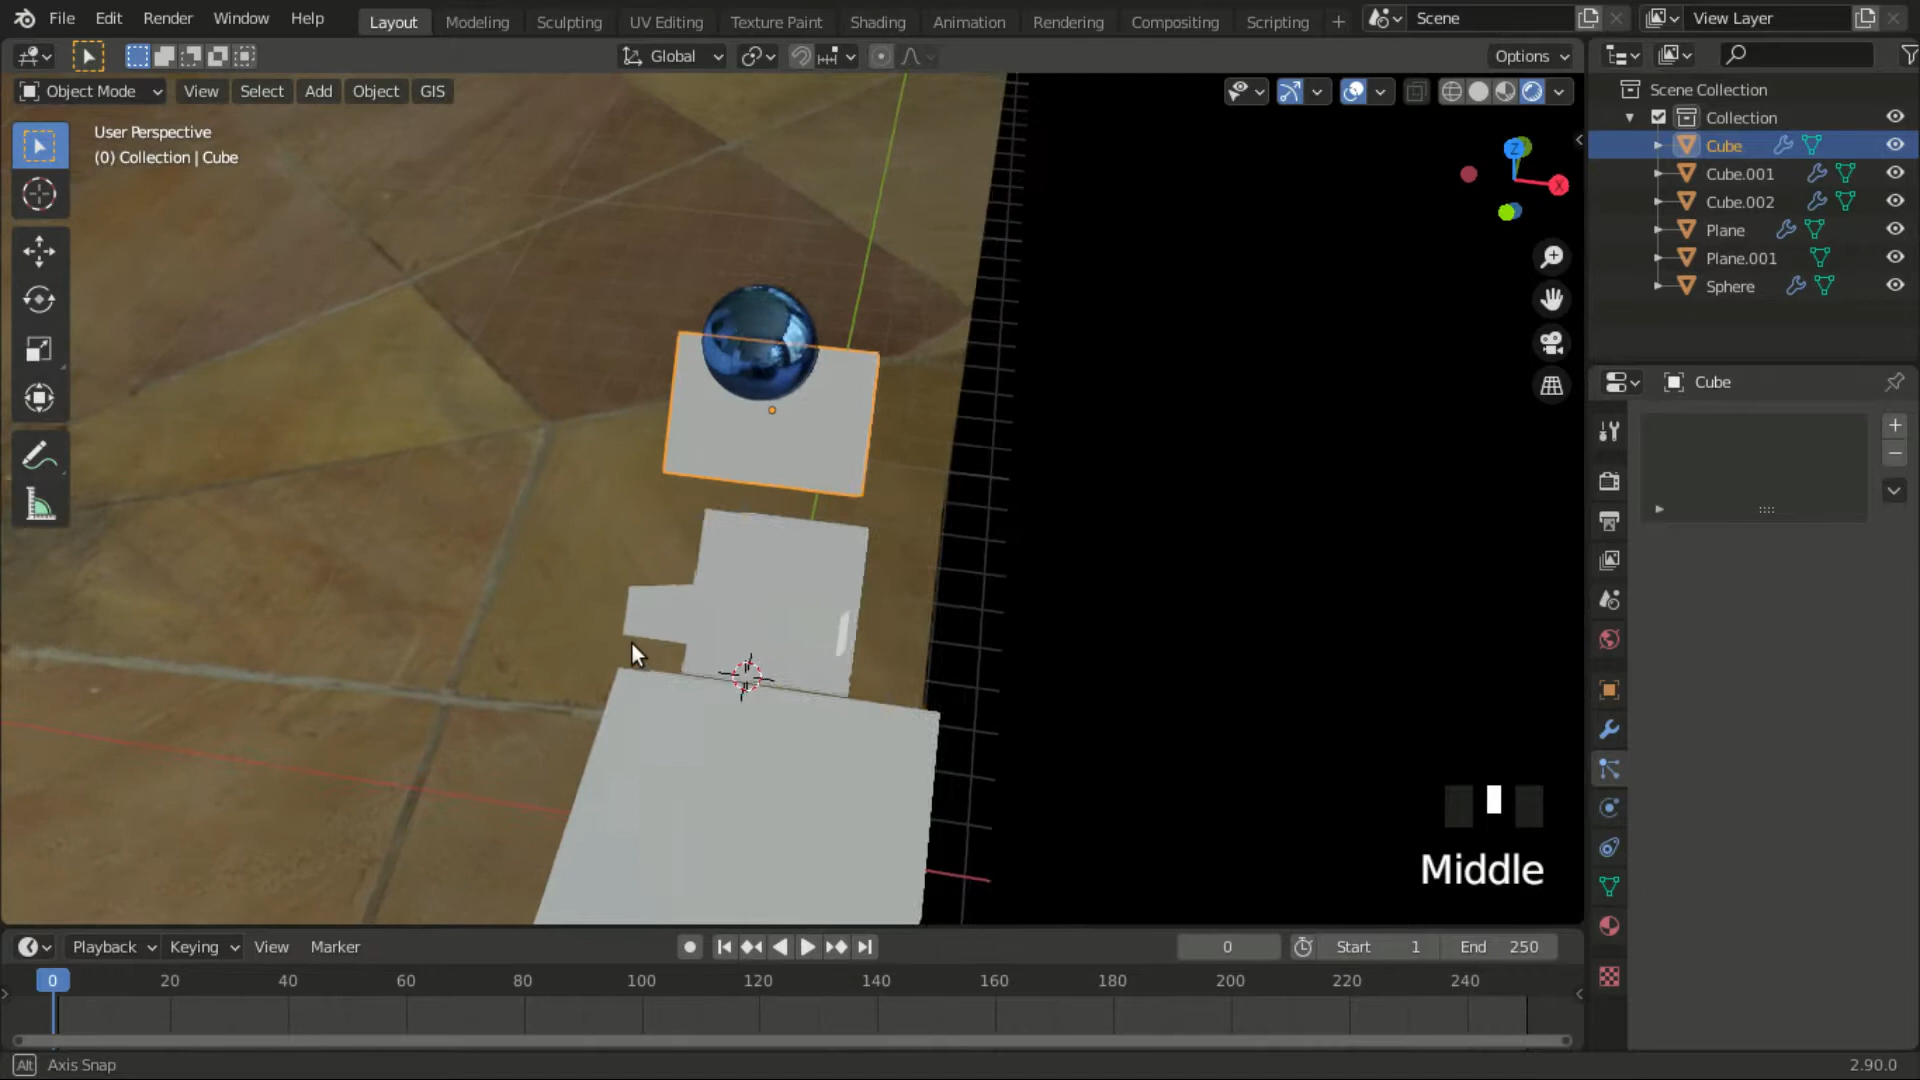 File Edit Render Window Help Layout Modeling Sculpting UV Editing Texture Paint Shading Animation Rendering Compositing Scripting + Scene View Layer
Global Options
Object Mode View Select Add Object GIS
User Perspective
(0) Collection | Cube
Z
X
Scene Collection
Collection
Cube
Cube.001
Cube.002
Plane
Plane.001
Sphere
Cube
Middle
Playback Keying View Marker 0 Start 1 End 250
0 20 40 60 80 100 120 140 160 180 200 220 240
Alt Axis Snap 2.90.0